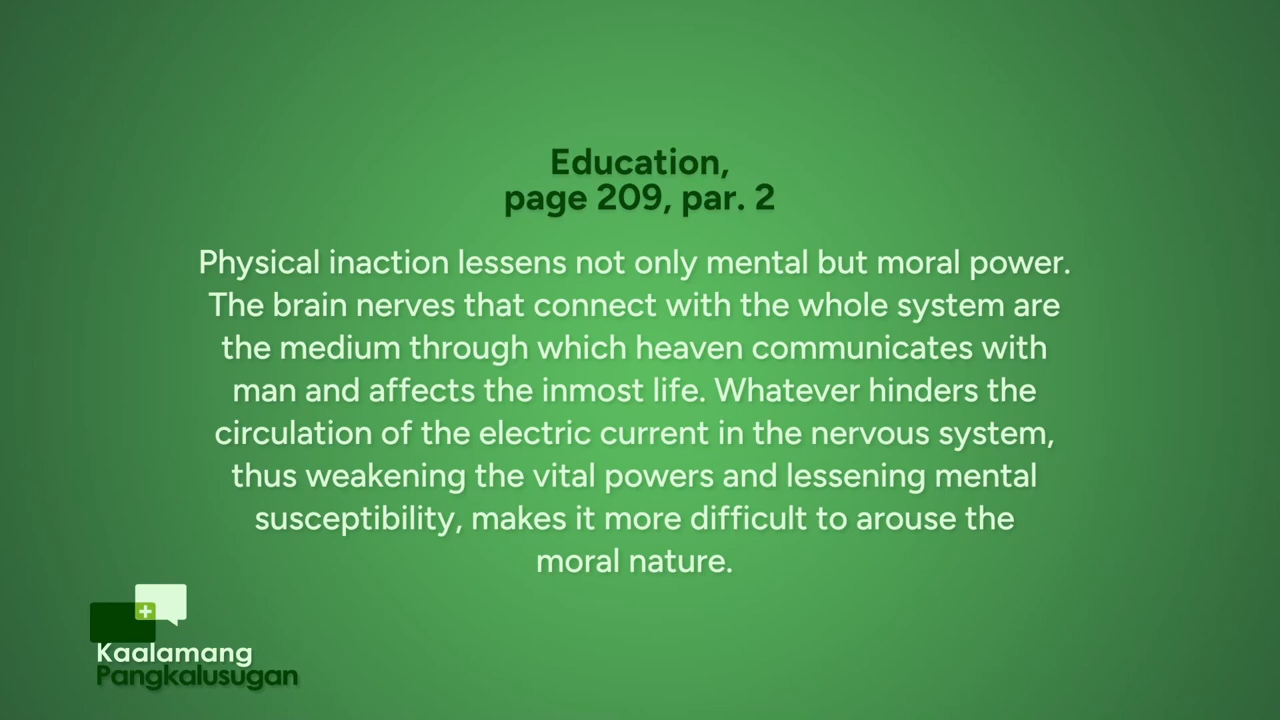 Education,
page 209, par. 2
Physical inaction lessens not only mental but moral power.
The brain nerves that connect with the whole system are
the medium through which heaven communicates with
man and affects the inmost life. Whatever hinders the
circulation of the electric current in the nervous system,
thus weakening the vital powers and lessening mental
susceptibility, makes it more difficult to arouse the
moral nature.
Kaalamang
Pangkalusugan